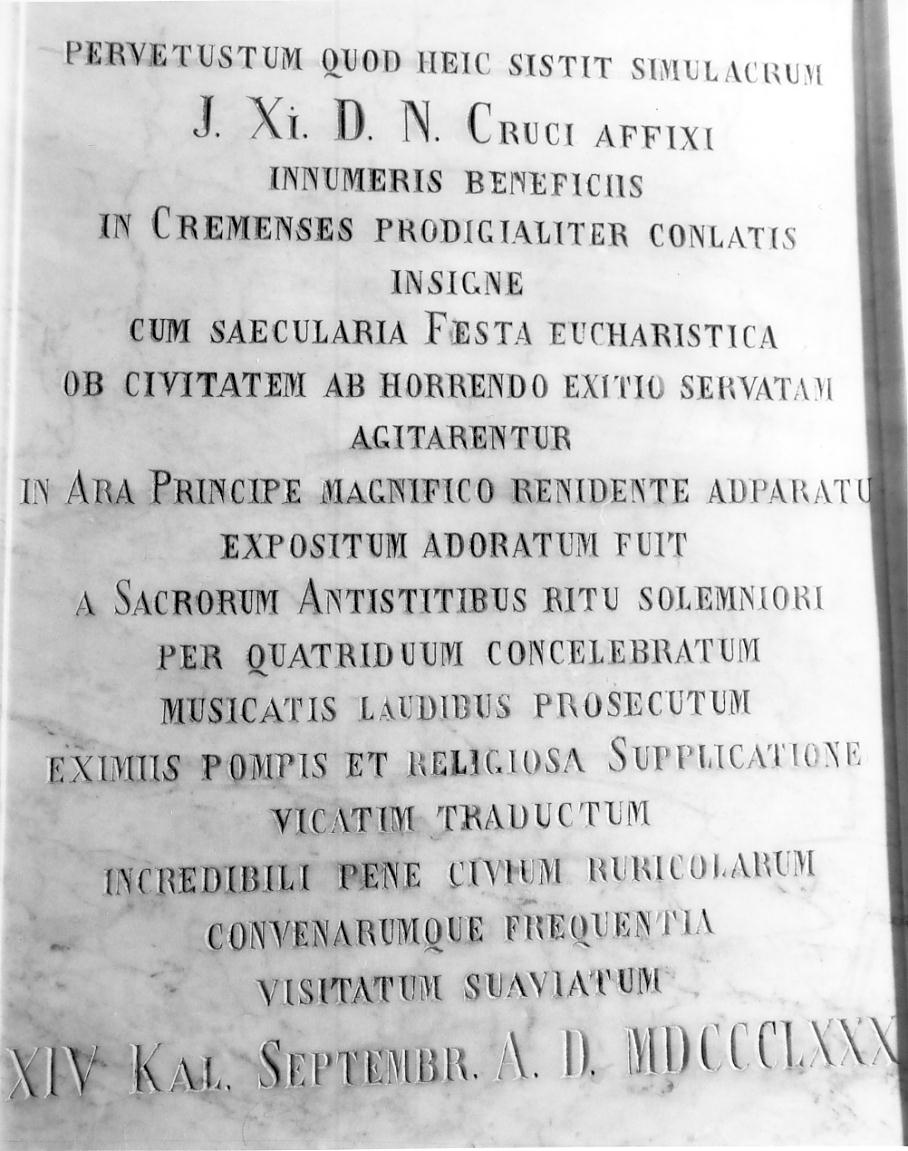 PERVETUSTUM QUOD HEIC SISTIT SIMULACRUM
J. Xi. D. N. CRUCI AFFIXI
INNUMERIS BENEFICIIS
IN CREMENSES PRODIGIALITER CONLATIS
INSIGNE
CUM SAECULARIA FESTA EUCHARISTICA
OB CIVITATEM AB HORRENDO EXITIO SERVATAM
AGITARENTUR
IN ARA PRINCIPE MAGNIFICO RENIDENTE ADPARATU
EXPOSITUM ADORATUM FUIT
A SACRORUM ANTISTITIBUS RITU SOLEMNIORI
PER QUATRIDUUM CONCELEBRATUM
MUSICATIS LAUDIBUS PROSECUTUM
EXIMIIS POMPIS ET RELIGIOSA SUPPLICATIONE
VICATIM TRADUCTUM
INCREDIBILI PENE CIVIUM RURICOLARUM
CONVENARUMQUE FREQUENTIA
VISITATUM SUAVIATUM
XIV KAL. SEPTEMBR. A. D. MDCCCLXXX